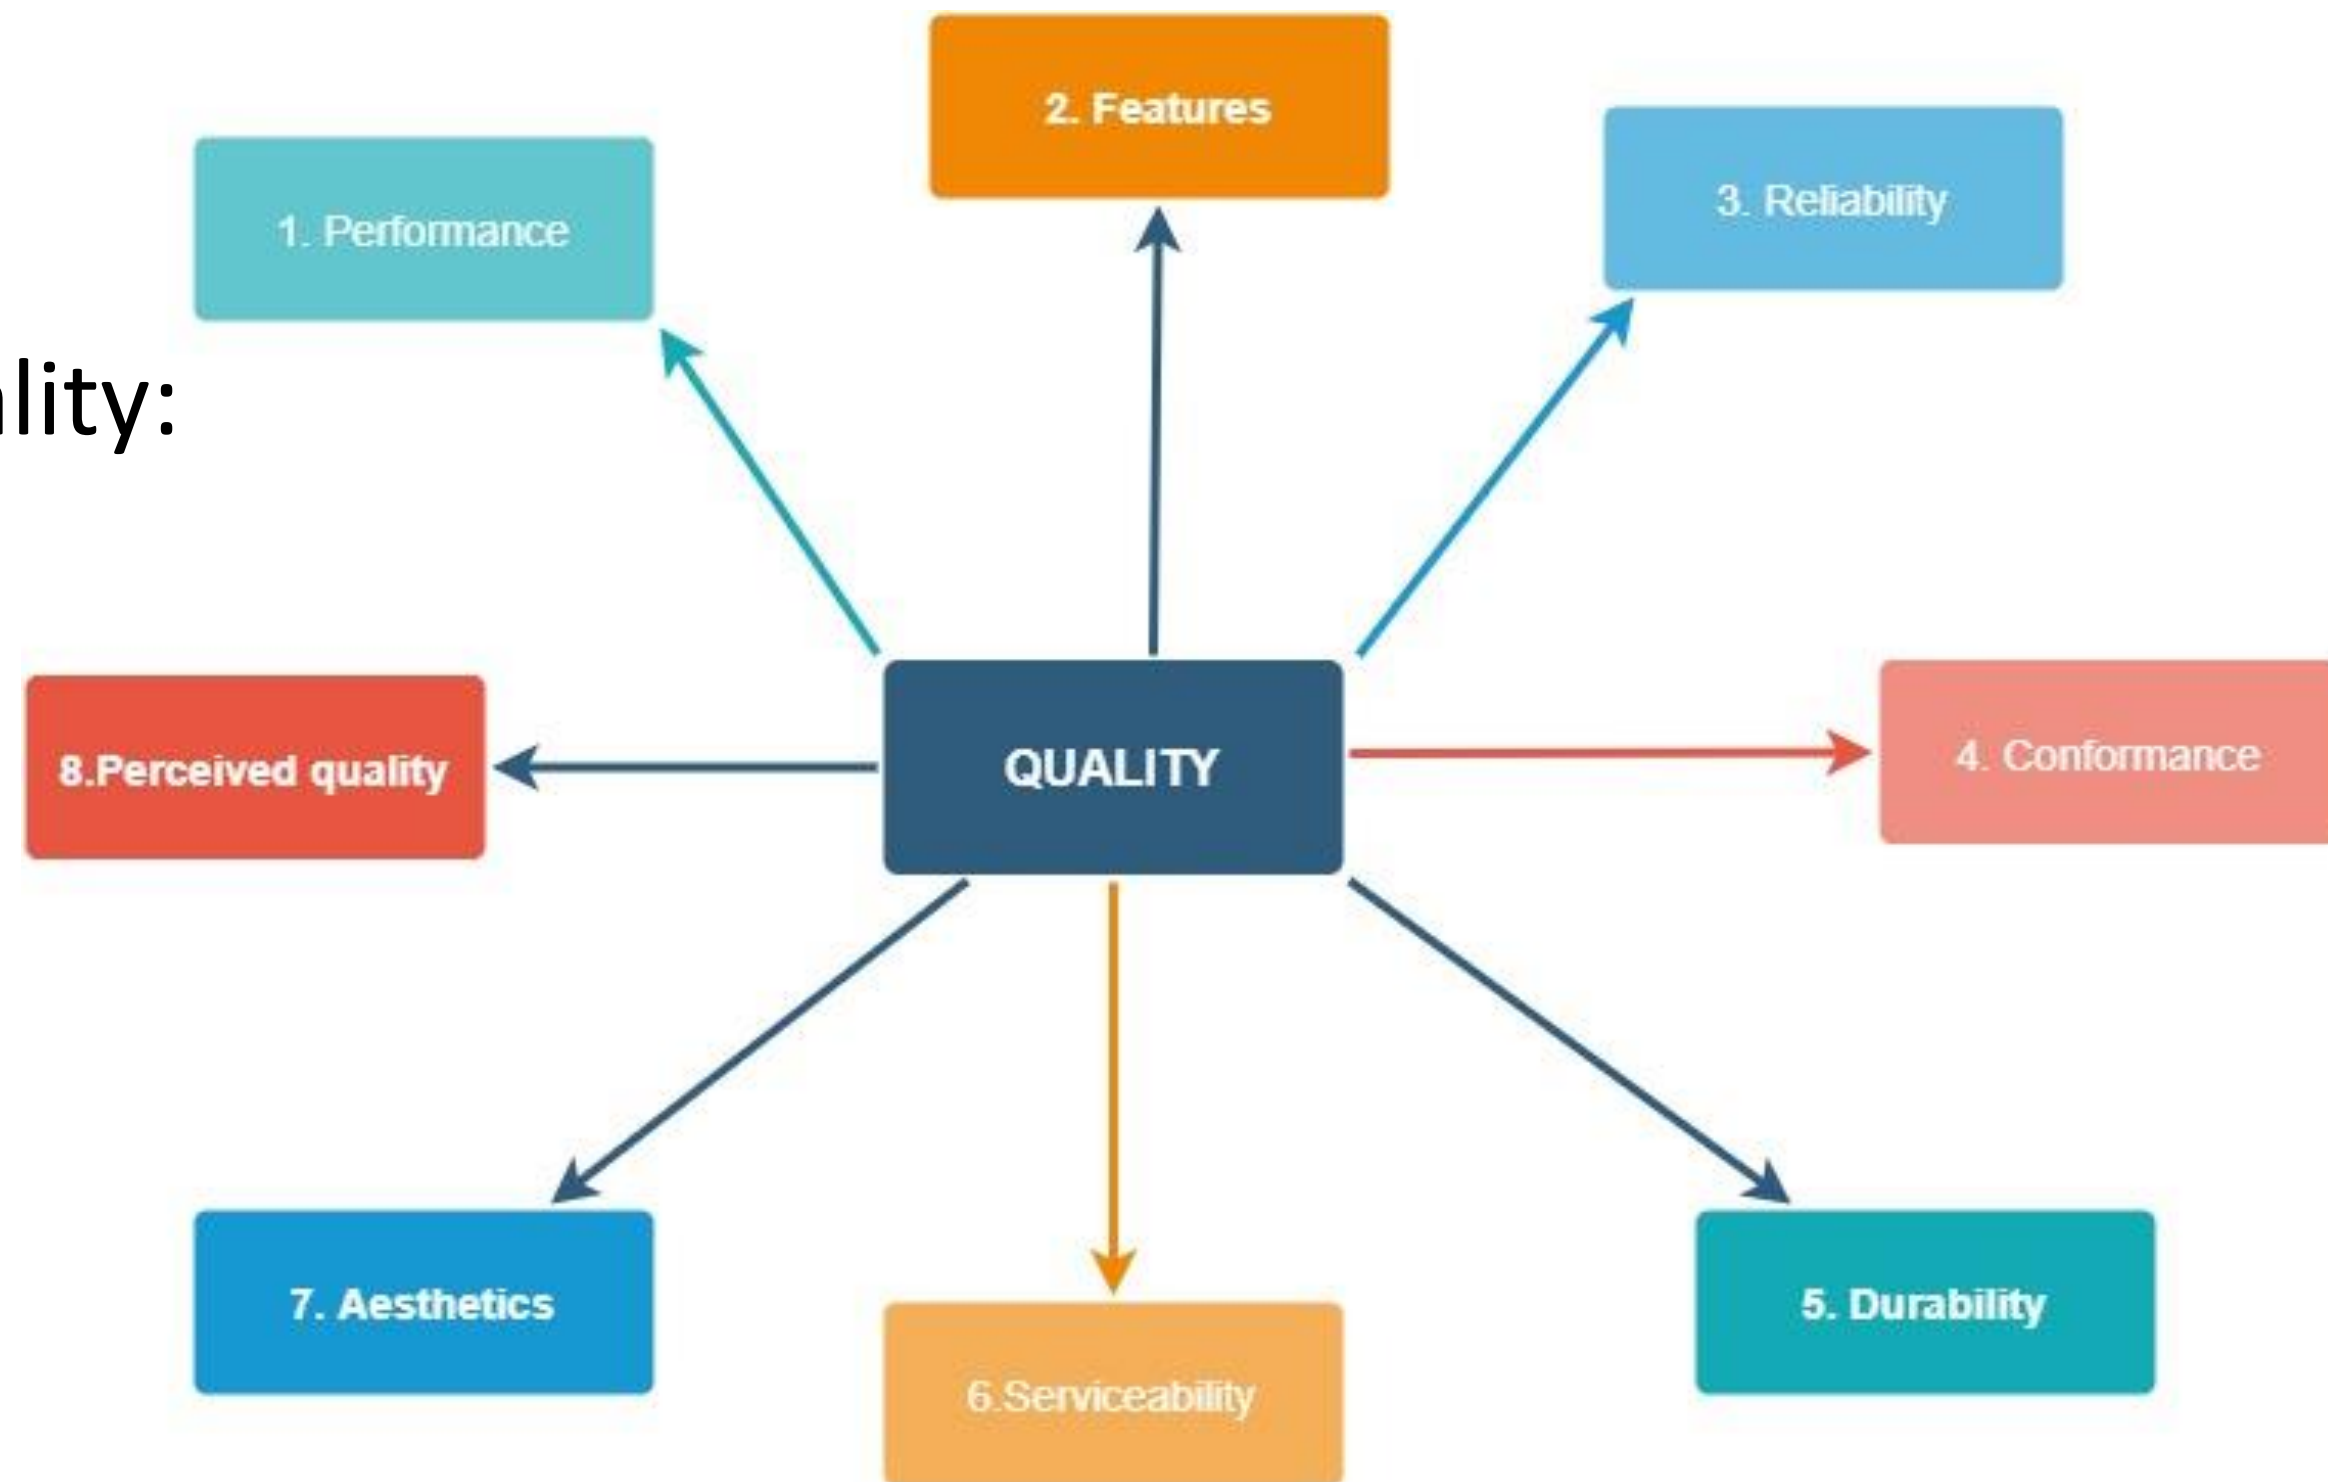 2. Features
1. Performance
3. Reliability
lity:
8.Perceived quality
QUALITY
4. Conformance
7. Aesthetics
5. Durability
6.Serviceability